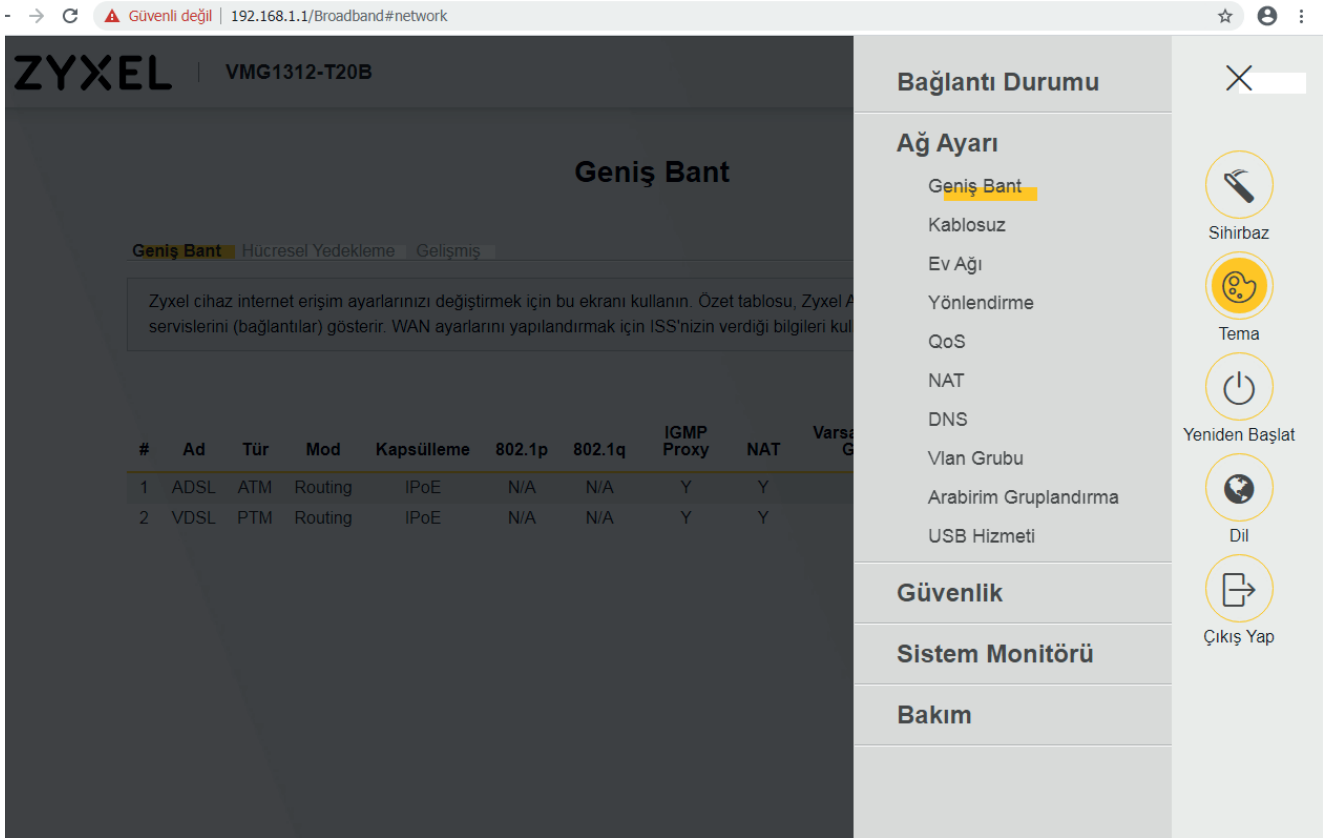 Güvenli değil | 192.168.1.1/Broadband#network
ZYXEL | VMG1312-T20B
Geniş Bant
Geniş Bant Hücresel Yedekleme Gelişmiş
Zyxel cihaz internet erişim ayarlarınızı değiştirmek için bu ekranı kullanın. Özet tablosu, Zyxel
servislerini (bağlantılar) gösterir. WAN ayarlarını yapılandırmak için ISS'nizin verdiği bilgileri
# Ad Tür Mod Kapsülleme 802.1p 802.1q IGMP Proxy NAT
1 ADSL ATM Routing IPoE N/A N/A Y Y
2 VDSL PTM Routing IPoE N/A N/A Y Y
Bağlantı Durumu
Ağ Ayarı
Geniş Bant
Kablosuz
Ev Ağı
Yönlendirme
QoS
NAT
DNS
Vlan Grubu
Arabirim Gruplandırma
USB Hizmeti
Güvenlik
Sistem Monitörü
Bakım
Sihirbaz
Tema
Yeniden Başlat
Dil
Çıkış Yap